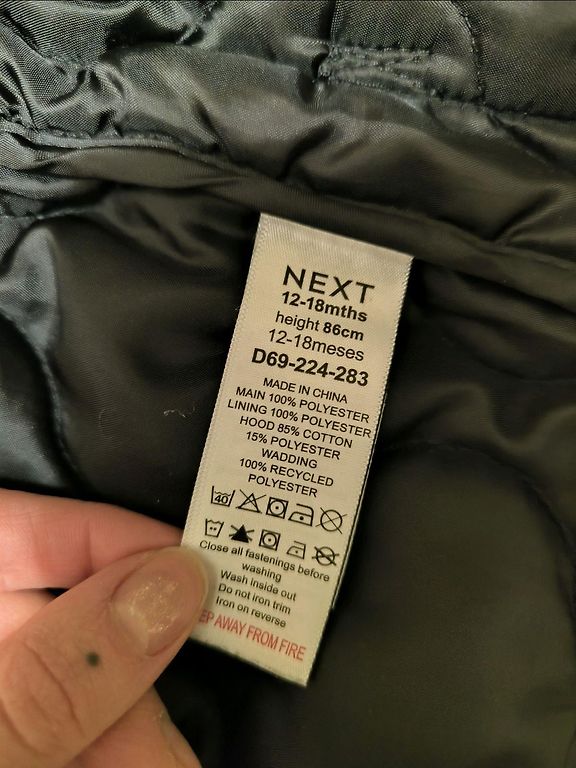 NEXT
12-18mths
height 86cm
12-18meses
D69-224-283
MADE IN CHINA
MAIN 100% POLYESTER
LINING 100% POLYESTER
HOOD 85% COTTON
15% POLYESTER
WADDING
100% RECYCLED
POLYESTER
40
Close all fastenings before
washing
Wash inside out
Do not iron trim
Iron on reverse
EP AWAY FROM FIRE